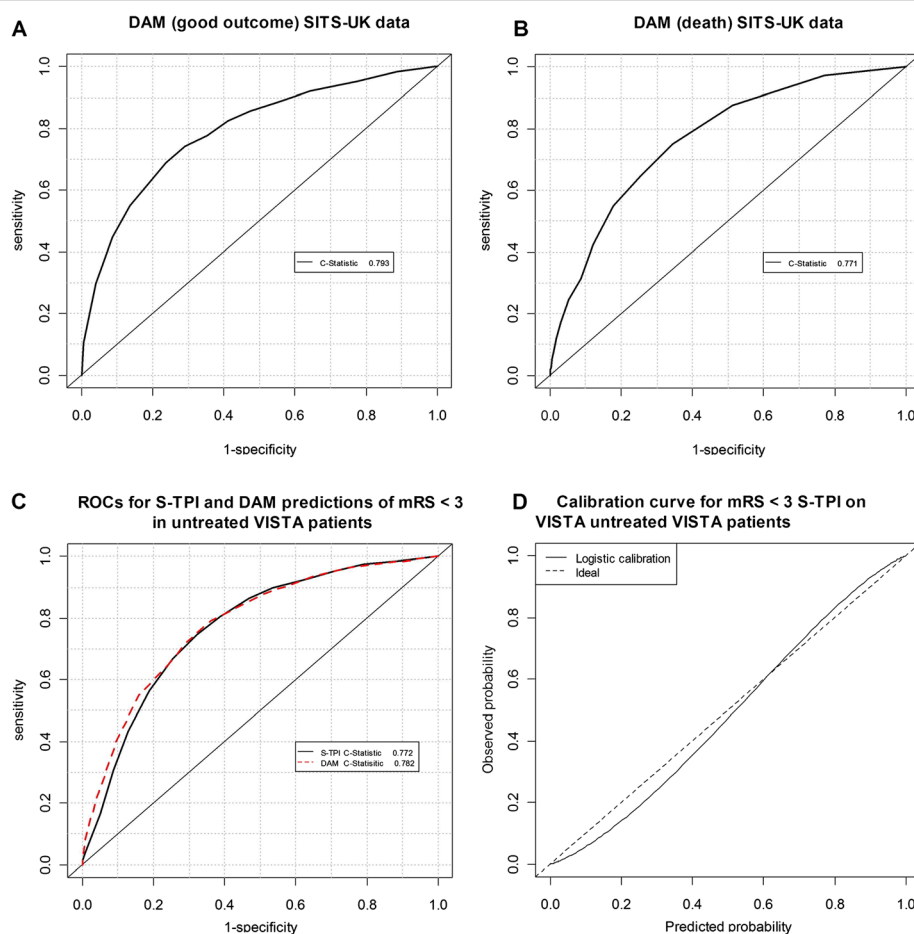 A
DAM (good outcome) SITS-UK data
sensitivity
0.0 0.2 0.4 0.6 0.8 1.0
C-Statistic 0.793
0.0 0.2 0.4 0.6 0.8 1.0
1-specificity
B
DAM (death) SITS-UK data
sensitivity
0.0 0.2 0.4 0.6 0.8 1.0
C-Statistic 0.771
0.0 0.2 0.4 0.6 0.8 1.0
1-specificity
C
ROCs for S-TPI and DAM predictions of mRS < 3
in untreated VISTA patients
sensitivity
0.0 0.2 0.4 0.6 0.8 1.0
S-TPI C-Statistic 0.772
DAM C-Statisitic 0.782
0.0 0.2 0.4 0.6 0.8 1.0
1-specificity
D
Calibration curve for mRS < 3 S-TPI on
VISTA untreated VISTA patients
Logistic calibration
Ideal
Observed probability
0.0 0.2 0.4 0.6 0.8 1.0
0.0 0.2 0.4 0.6 0.8 1.0
Predicted probability